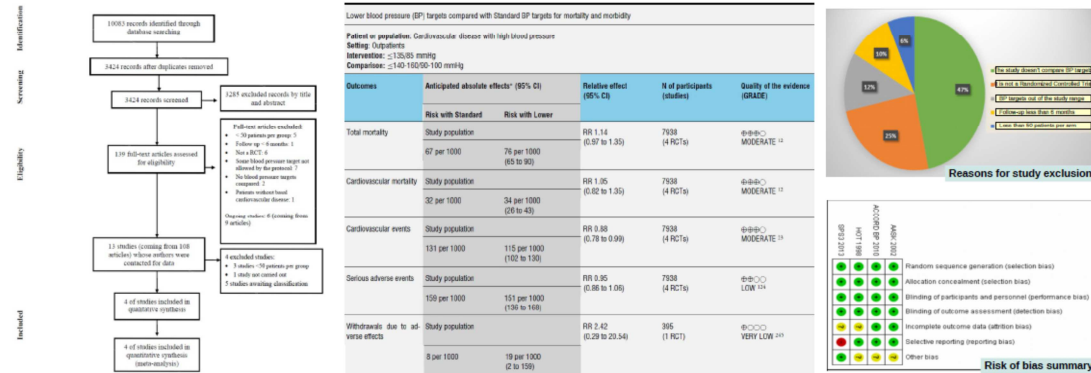 Identification
Screening
Eligibility
Included
10083 records identified through
database searching
3424 records after duplicates removed
3424 records screened
3285 excluded records by title
and abstract
139 full-text articles assessed
for eligibility
Full-text articles excluded:
Follow up < 6 months: 1
Not a RCT: 6
Some blood pressure target not
allowed by the protocol: 7
No blood pressure targets
compared: 2
Patients without basal
cardiovascular disease: 1
Ongoing studies: 6 (coming from
9 articles)
13 studies (coming from 108
articles) whose authors were
contacted for data
4 excluded studies:
3 studies <50 patients per group
1 study not carried out
5 studies awaiting classification
4 of studies included in
qualitative synthesis
4 of studies included in
quantitative synthesis
(meta-analysis)
Lower blood pressure (BP) targets compared with Standard BP targets for mortality and morbidity
Patient or population: Cardiovascular disease with high blood pressure
Setting: Outpatients
Intervention: ≤135/85 mmHg
Comparison: ≤140-160/90-100 mmHg
Outcomes Anticipated absolute effects* (95% CI) Relative effect (95% CI) N of participants (studies) Quality of the evidence (GRADE)
Risk with Standard Risk with Lower
Total mortality Study population RR 1.14 (0.97 to 1.35) 7938 (4 RCTs) MODERATE
67 per 1000 76 per 1000 (65 to 90)
Cardiovascular mortality Study population RR 1.05 (0.82 to 1.35) 7938 (4 RCTs) MODERATE
32 per 1000 34 per 1000 (26 to 43)
Cardiovascular events Study population RR 0.88 (0.78 to 0.99) 7938 (4 RCTs) MODERATE
131 per 1000 115 per 1000 (102 to 130)
Serious adverse events Study population RR 0.95 (0.86 to 1.06) 7938 (4 RCTs) LOW
159 per 1000 151 per 1000 (136 to 168)
Withdrawals due to ad-verse effects Study population RR 2.42 (0.29 to 20.54) 395 (1 RCT) VERY LOW
8 per 1000 19 per 1000 (2 to 159)
6%
10%
12%
25%
47%
he study doesn't compare BP targets
Is not a Randomized Controlled Trial
BP targets out of the study range
Follow-up less than 6 months
Less than 50 patients per arm
Reasons for study exclusion
SPS3 2013
HOT 1998
ACCORD BP 2010
AASK 2002
Random sequence generation (selection bias)
Allocation concealment (selection bias)
Blinding of participants and personnel (performance bias)
Blinding of outcome assessment (detection bias)
Incomplete outcome data (attrition bias)
Selective reporting (reporting bias)
Other bias
Risk of bias summary